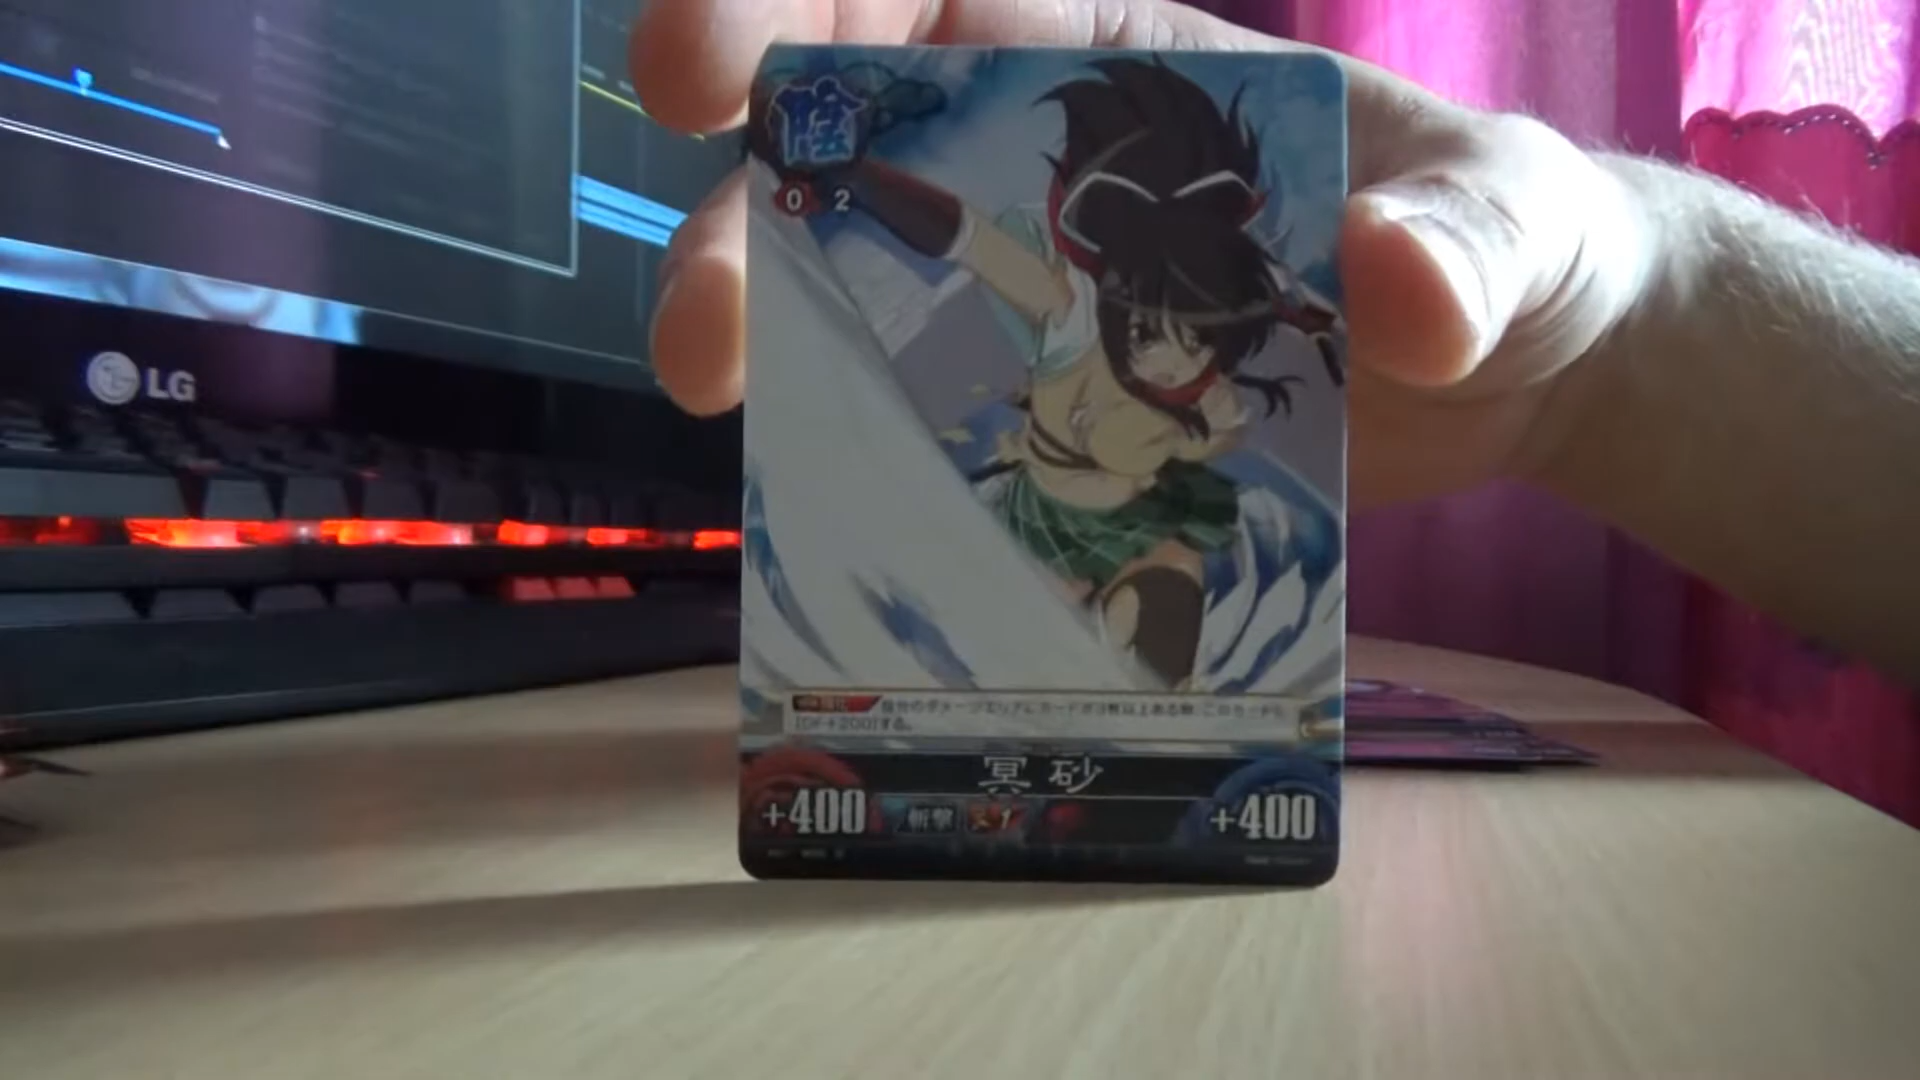 LG
陰
0 2
自分のダメージエリアにカードが3枚以上ある時、このカードを
[DF+200]する。
冥砂
+400 斬撃 1 +400